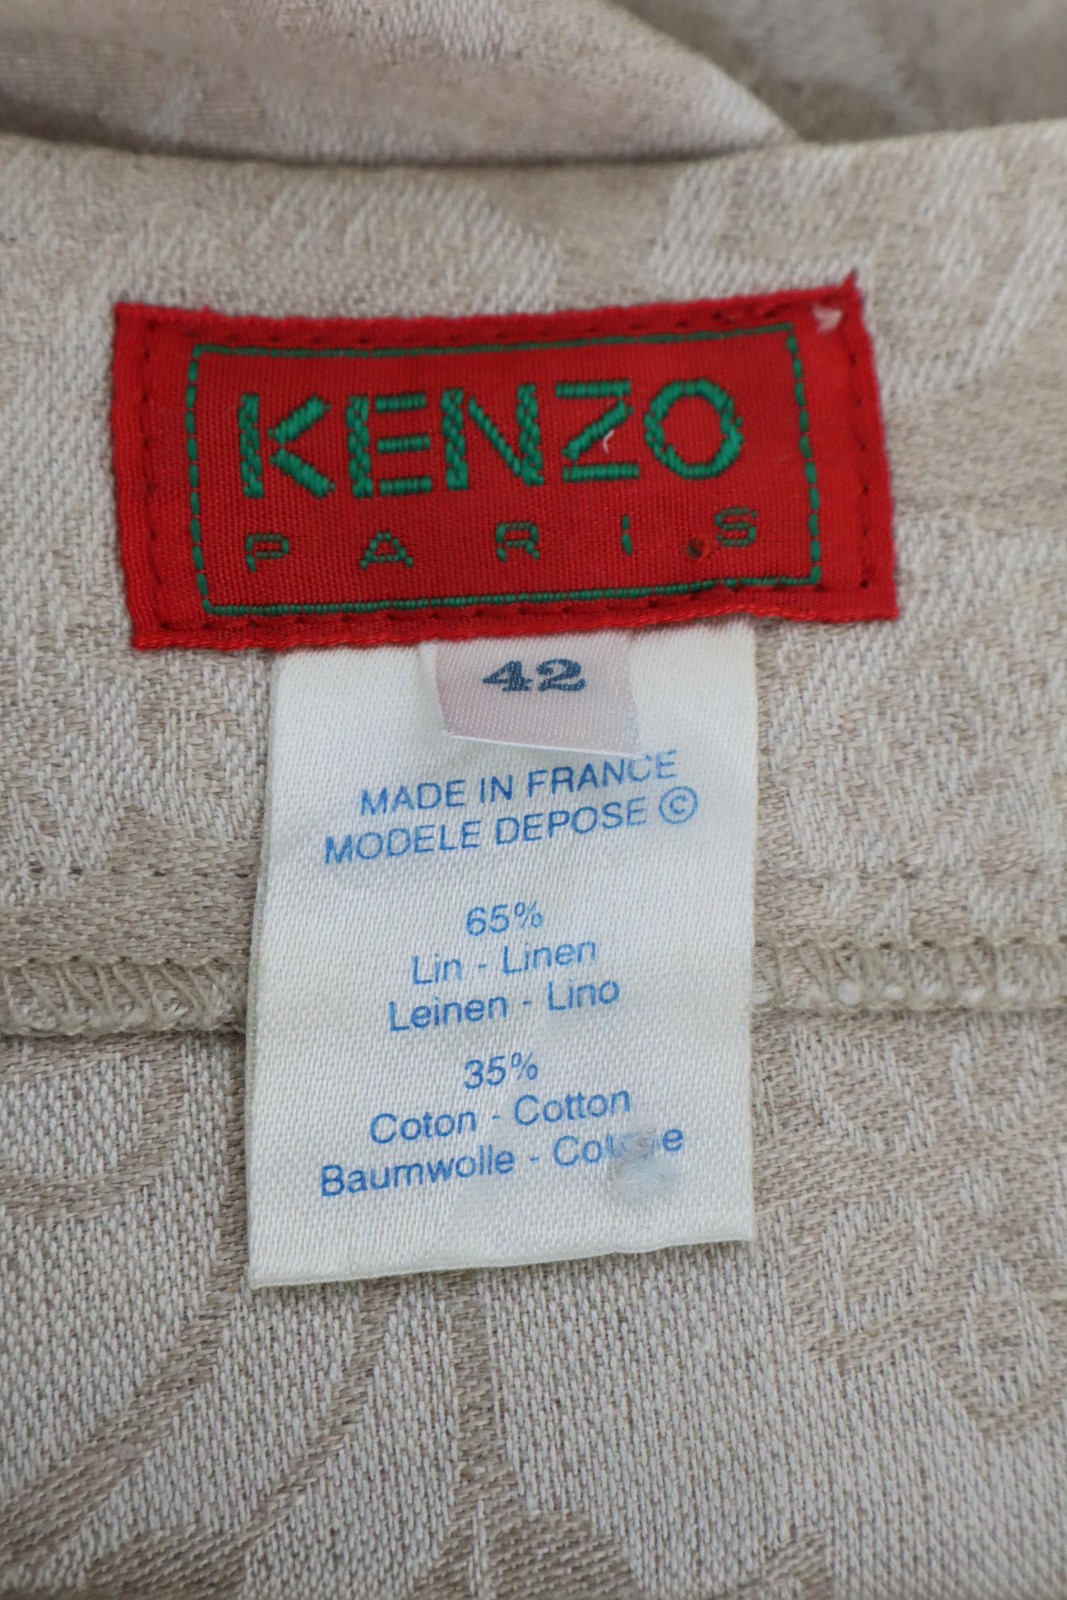 KENZO
PARIS
42
MADE IN FRANCE
MODELE DEPOSE ©
65%
Lin - Linen
Leinen - Lino
35%
Coton - Cotton
Baumwolle -